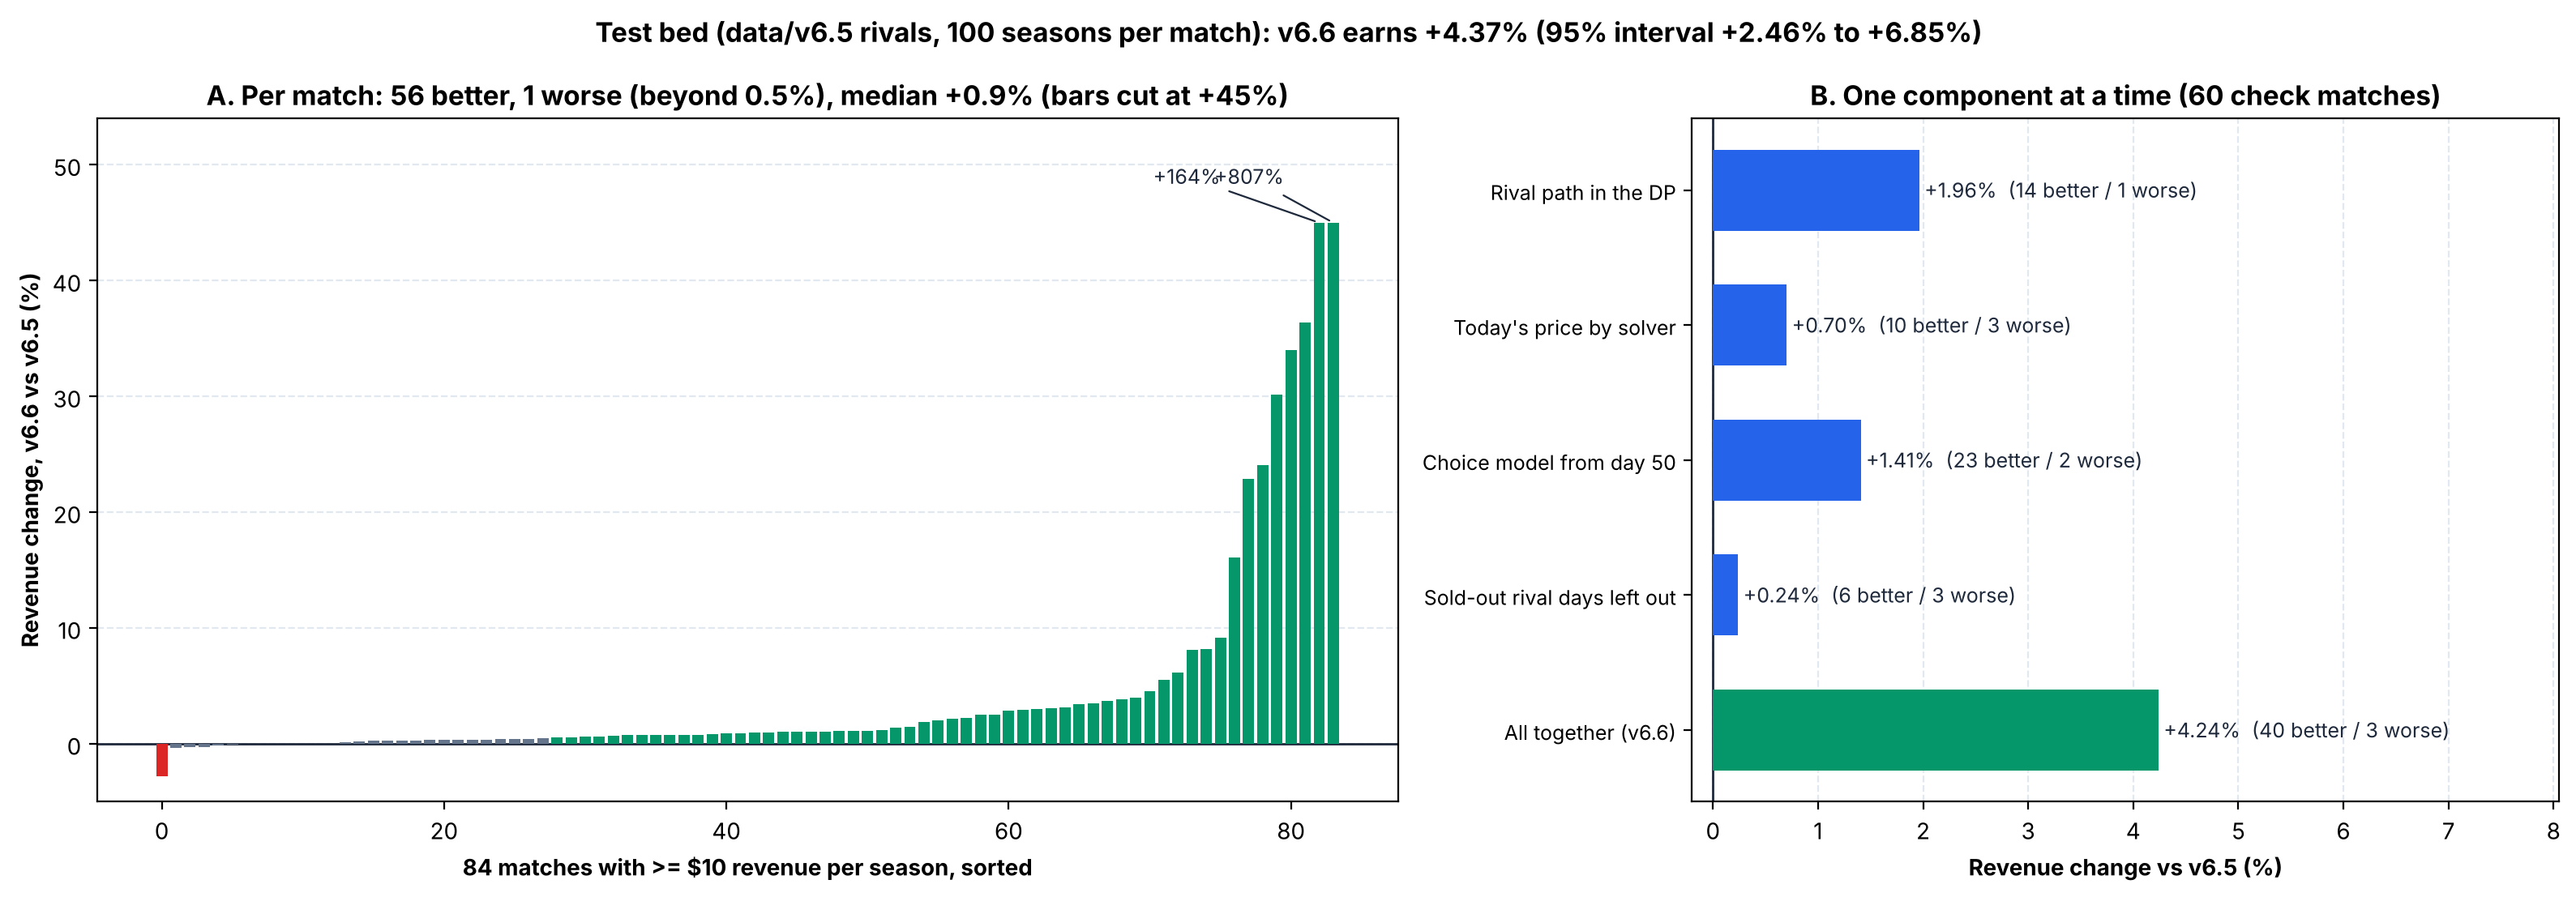 Test bed (data/v6.5 rivals, 100 seasons per match): v6.6 earns +4.37% (95% interval +2.46% to +6.85%)
A. Per match: 56 better, 1 worse (beyond 0.5%), median +0.9% (bars cut at +45%)
Revenue change, v6.6 vs v6.5 (%)
50
40
30
20
10
0
+164%
+807%
0
20
40
60
80
84 matches with >= $10 revenue per season, sorted
B. One component at a time (60 check matches)
Rival path in the DP
+1.96% (14 better / 1 worse)
Today's price by solver
+0.70% (10 better / 3 worse)
Choice model from day 50
+1.41% (23 better / 2 worse)
Sold-out rival days left out
+0.24% (6 better / 3 worse)
All together (v6.6)
+4.24% (40 better / 3 worse)
0
1
2
3
4
5
6
7
8
Revenue change vs v6.5 (%)